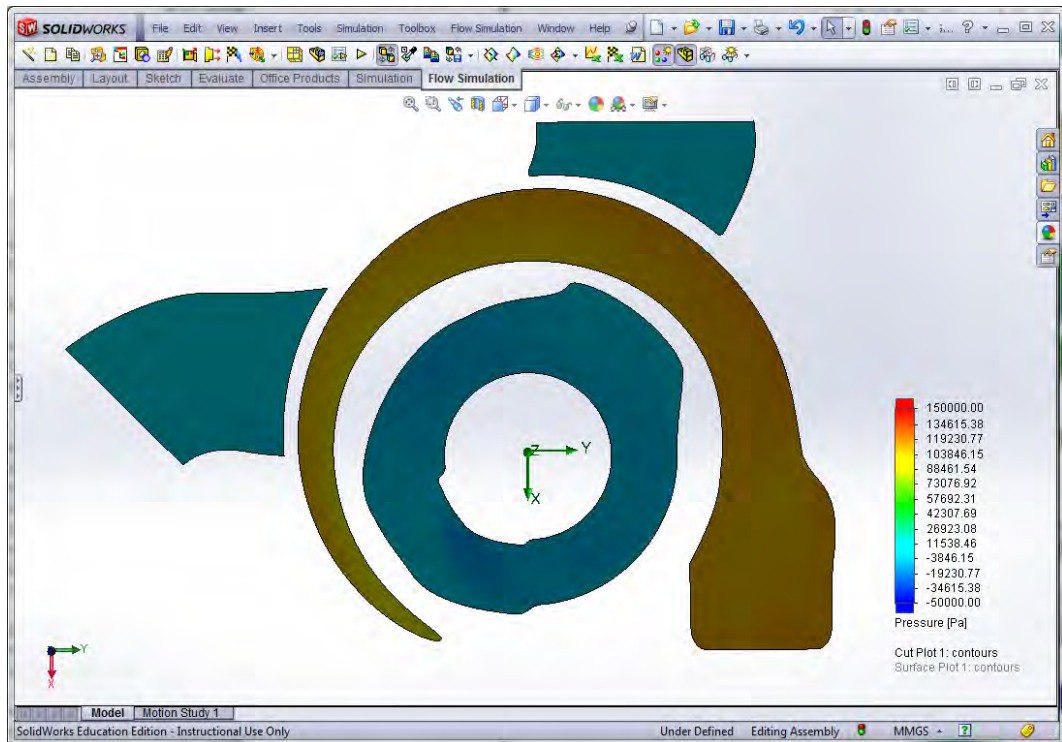 SOLIDWORKS File Edit View Insert Tools Simulation Toolbox Flow Simulation Window Help
Assembly Layout Sketch Evaluate Office Products Simulation Flow Simulation
Z
Y
X
150000.00
134615.38
119230.77
103846.15
88461.54
73076.92
57692.31
42307.69
26923.08
11538.46
-3846.15
-19230.77
-34615.38
-50000.00
Pressure [Pa]
Cut Plot 1: contours
Surface Plot 1: contours
Y
X
Model Motion Study 1
SolidWorks Education Edition - Instructional Use Only Under Defined Editing Assembly MMGS